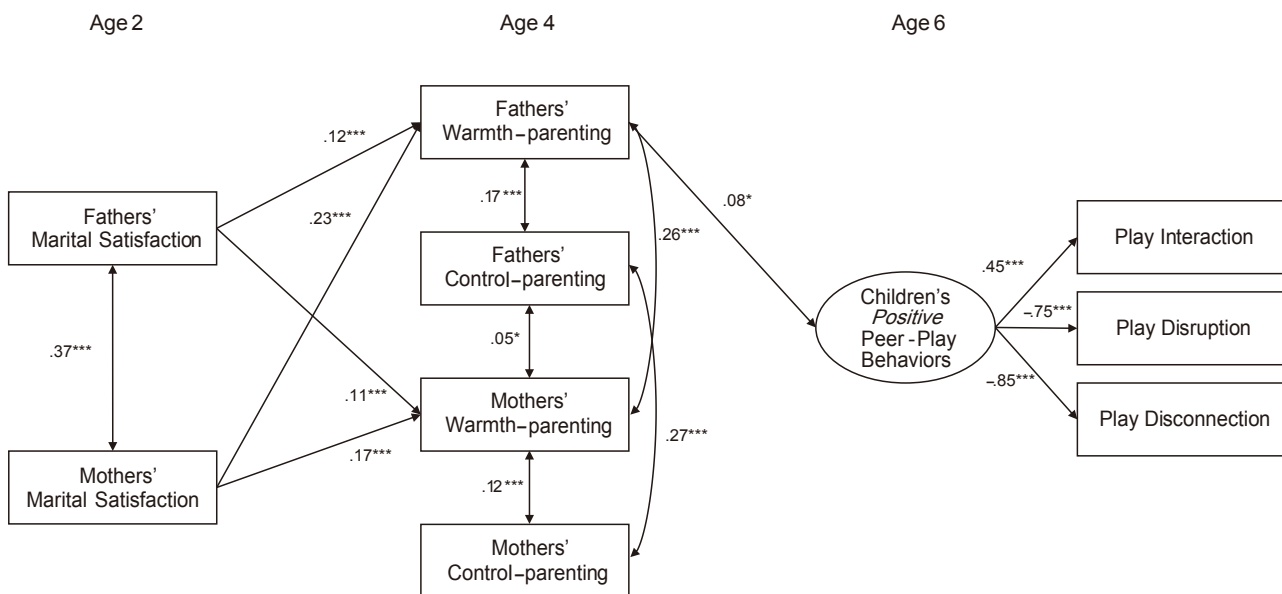 Age 2
Age 4
Age 6
Fathers’
Warmth–parenting
.12***
.17***
.08*
Fathers’
Marital Satisfaction
.23***
.26***
Fathers’
Control–parenting
Play Interaction
.45***
Children’s
Positive
Peer-Play
Behaviors
–.75***
Play Disruption
.37***
.05*
–.85***
.11***
Mothers’
Warmth–parenting
Play Disconnection
.27***
.17***
Mothers’
Marital Satisfaction
.12***
Mothers’
Control–parenting